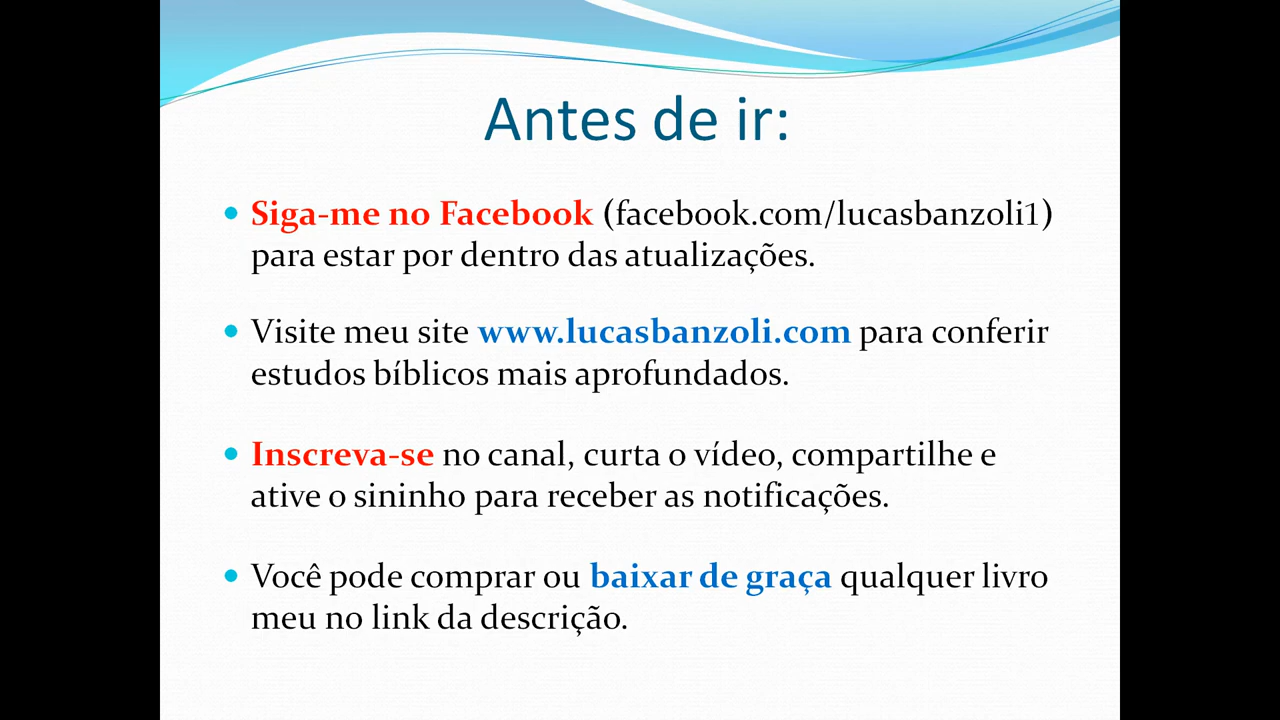 Antes de ir:
• Siga-me no Facebook (facebook.com/lucasbanzoli1)
para estar por dentro das atualizações.
• Visite meu site www.lucasbanzoli.com para conferir
estudos bíblicos mais aprofundados.
• Inscreva-se no canal, curta o vídeo, compartilhe e
ative o sininho para receber as notificações.
• Você pode comprar ou baixar de graça qualquer livro
meu no link da descrição.